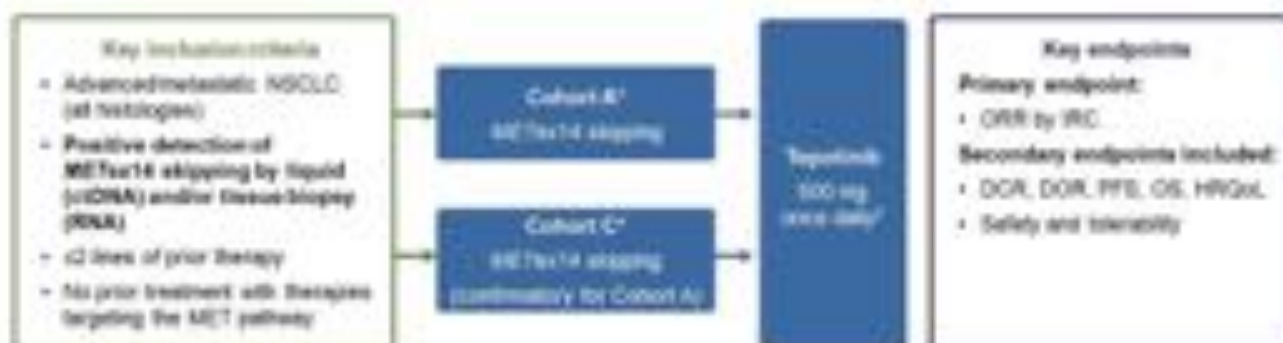 Key inclusion criteria
• Advanced/metastatic NSCLC
(all histologies)
• Positive detection of
METex14 skipping by liquid
(ctDNA) and/or tissue biopsy
(RNA)
• ≤2 lines of prior therapy
• No prior treatment with therapies
targeting the MET pathway
Cohort A*
METex14 skipping
Cohort C*
METex14 skipping
(confirmatory for Cohort A)
Tepotinib
500 mg
once daily
Key endpoints
Primary endpoint:
• ORR by IRC
Secondary endpoints included:
• DCR, DOR, PFS, OS, HRQoL
• Safety and tolerability